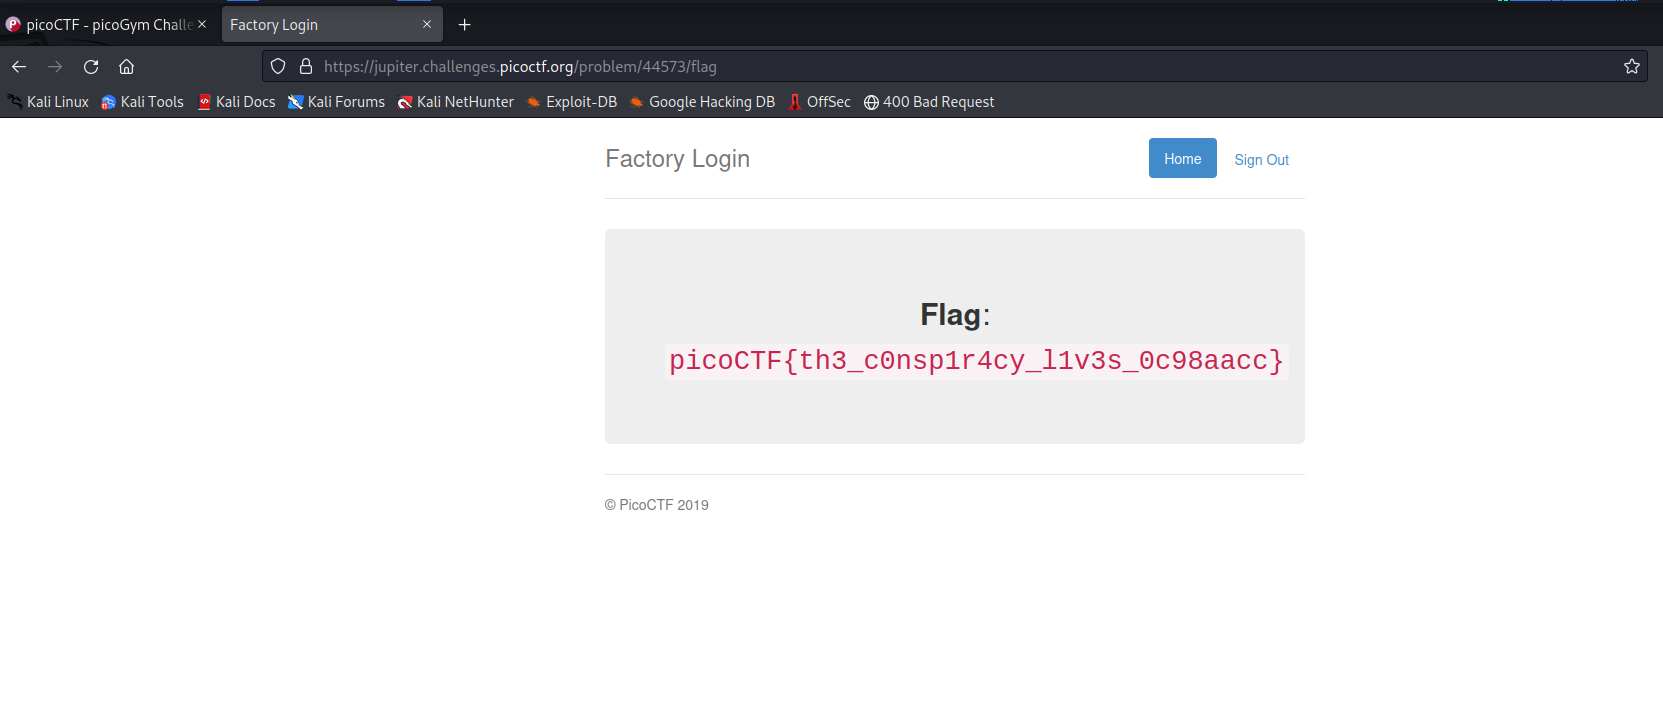 picoCTF - picoGym Challe
Factory Login
https://jupiter.challenges.picoctf.org/problem/44573/flag
Kali Linux Kali Tools Kali Docs Kali Forums Kali NetHunter Exploit-DB Google Hacking DB OffSec 400 Bad Request
Factory Login Home Sign Out
Flag:
picoCTF{th3_c0nsp1r4cy_l1v3s_0c98aacc}
© PicoCTF 2019